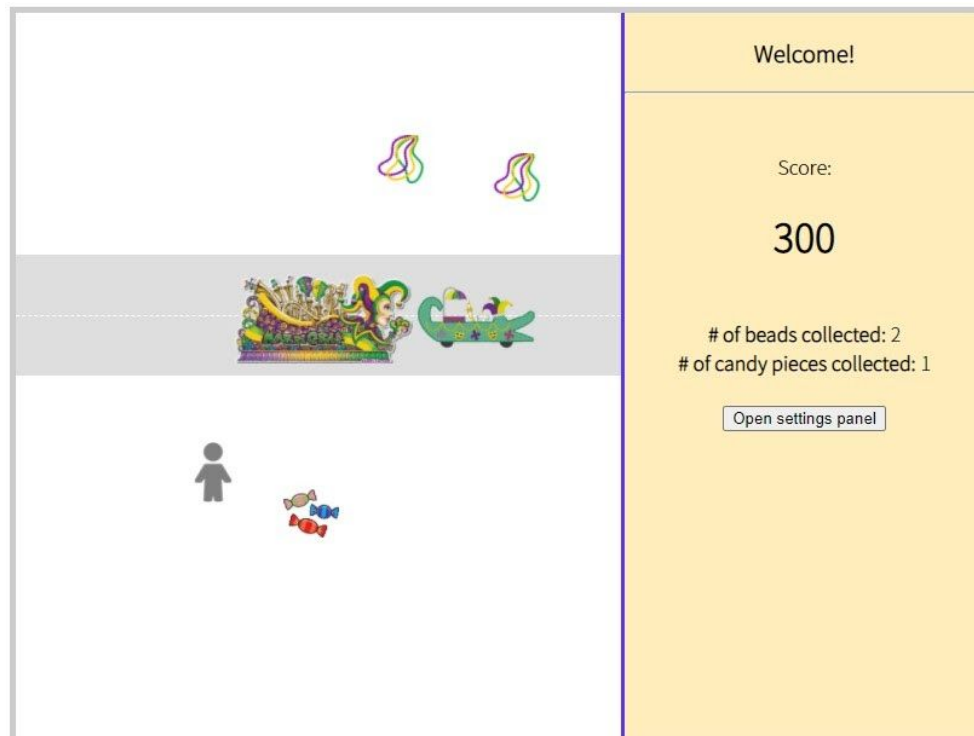 Welcome!
Score:
300
# of beads collected: 2
# of candy pieces collected: 1
Open settings panel